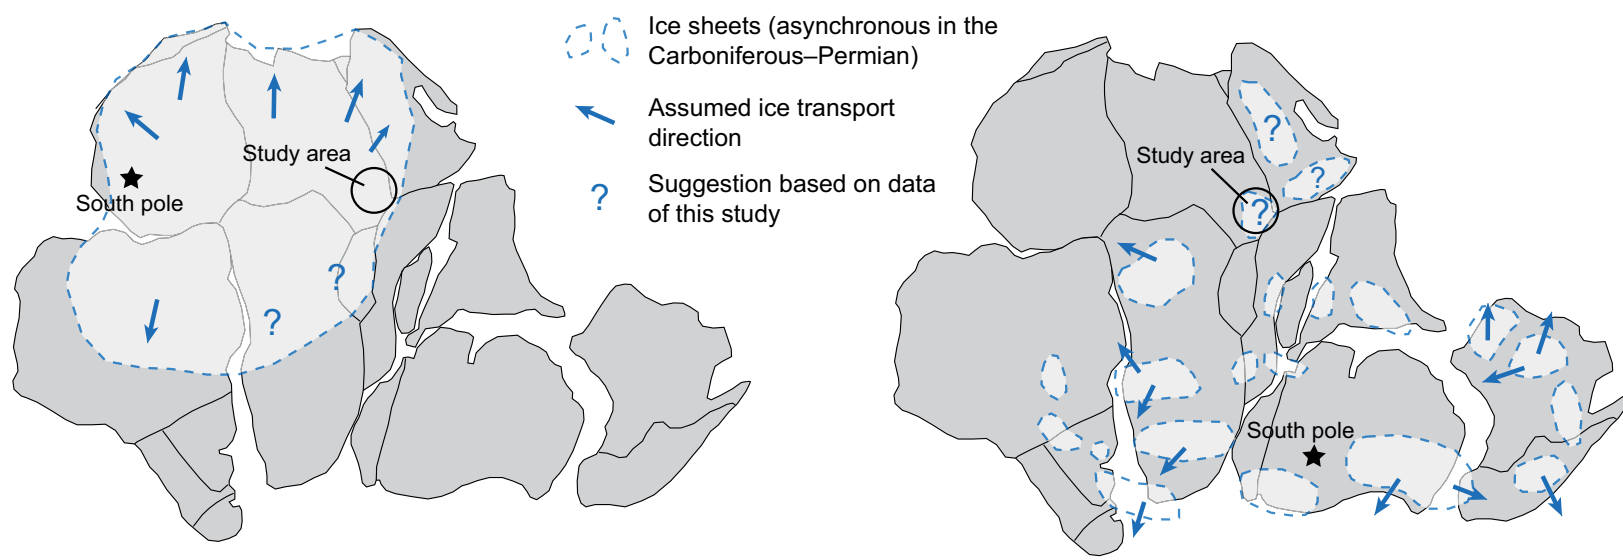 Study area
South pole
?
?
Ice sheets (asynchronous in the
Carboniferous–Permian)
Assumed ice transport
direction
?
Suggestion based on data
of this study
?
Study area
?
?
South pole